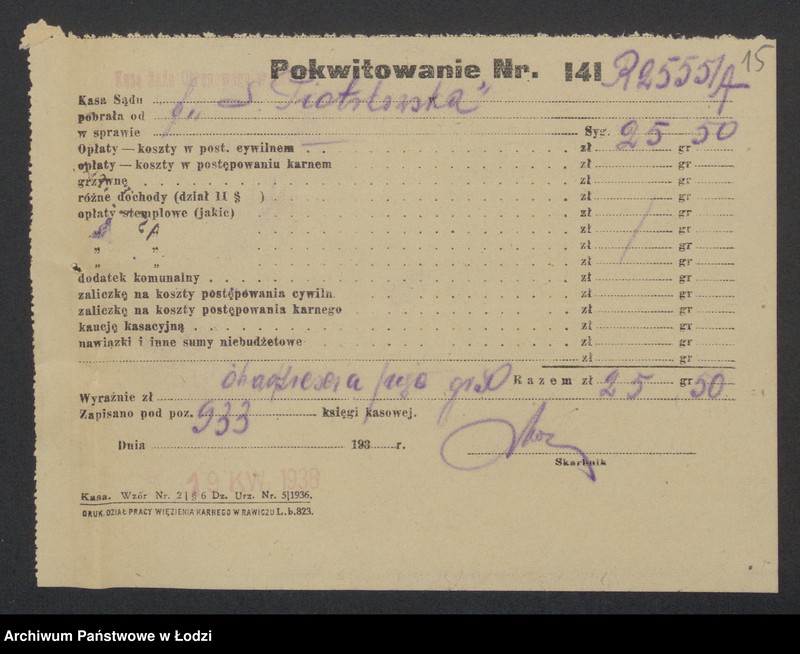 15
Pokwitowanie Nr. 141 R2555/A
Kasa Sądu
pobrała od f „S. Piotrkowska"
w sprawie Syg.
Opłaty — koszty w post. cywilnem . . zł 25 gr 50
opłaty — koszty w postępowaniu karnem zł gr
grzywnę zł gr
różne dochody (dział 11 § ) zł gr
opłaty stemplowe (jakie) zł gr
„ „ zł gr
„ „ zł gr
„ „ zł gr
dodatek komunalny zł gr
zaliczkę na koszty postępowania cywiln. zł gr
zaliczkę na koszty postępowania karnego zł gr
kaucję kasacyjną zł gr
nawiązki i inne sumy niebudżetowe zł gr
zł gr
Razem zł 25 gr 50
Wyraźnie zł gr 50
Zapisano pod poz. 933 księgi kasowej.
Dnia 193 r.
19 KW. 1938
Skarbnik
Kasa. Wzór Nr. 2 | § 6 Dz. Urz. Nr. 5|1936.
DRUK. DZIAŁ PRACY WIĘZIENIA KARNEGO W RAWICZU L. b. 823.
Archiwum Państwowe w Łodzi